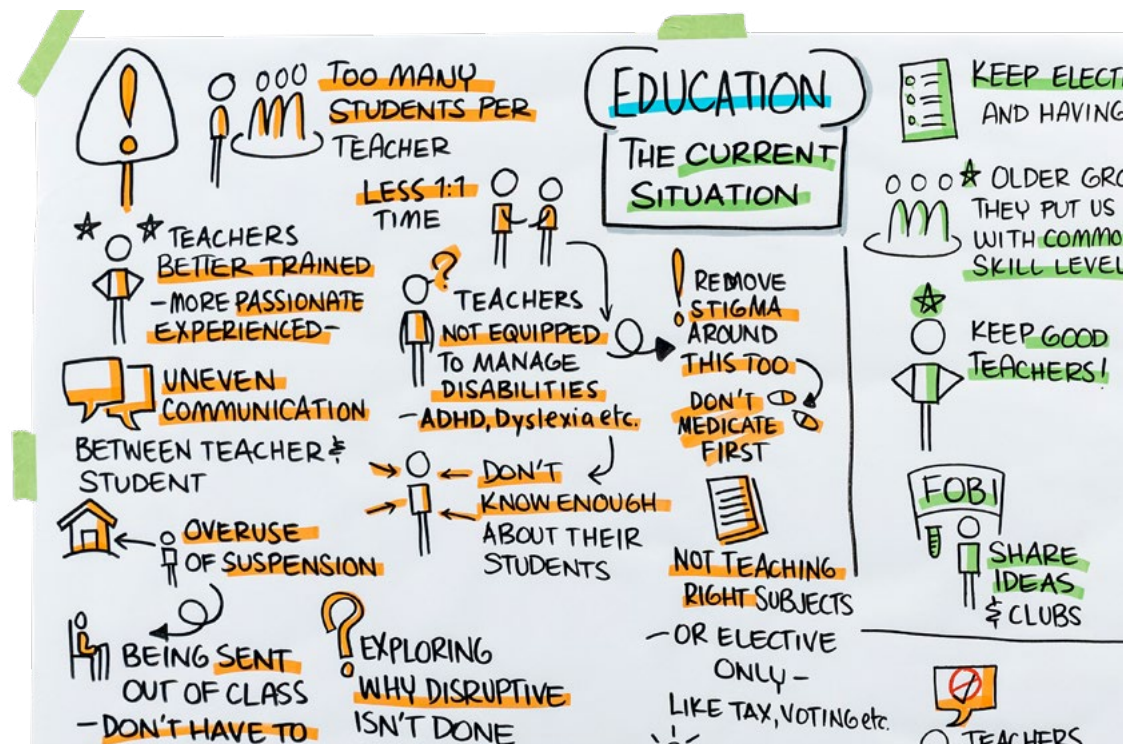 EDUCATION
THE CURRENT
SITUATION
TOO MANY
STUDENTS PER
TEACHER
LESS 1:1
TIME
TEACHERS
BETTER TRAINED
-MORE PASSIONATE
EXPERIENCED-
UNEVEN
COMMUNICATION
BETWEEN TEACHER &
STUDENT
OVERUSE
OF SUSPENSION
BEING SENT
OUT OF CLASS
-DON'T HAVE TO
TEACHERS
NOT EQUIPPED
TO MANAGE
DISABILITIES
-ADHD, Dyslexia etc.
DON'T
KNOW ENOUGH
ABOUT THEIR
STUDENTS
EXPLORING
WHY DISRUPTIVE
ISN'T DONE
REMOVE
STIGMA
AROUND
THIS TOO
DON'T
MEDICATE
FIRST
NOT TEACHING
RIGHT SUBJECTS
-OR ELECTIVE
ONLY-
LIKE TAX, VOTING etc.
KEEP
AND HAVING
OLDER
THEY PUT US
WITH
SKILL LEVEL
KEEP GOOD
TEACHERS!
FOBI
SHARE
IDEAS
& CLUBS
TEACHERS